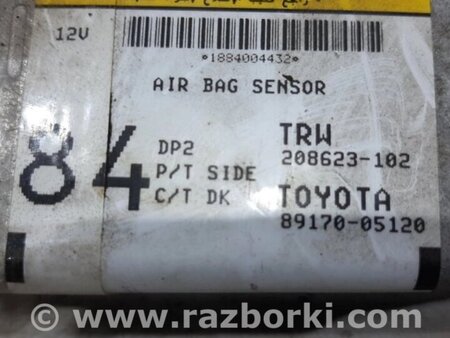 12V
*1884004432*
AIR BAG SENSOR
84
DP2 TRW
P/T SIDE 208623-102
C/T DK TOYOTA
89170-05120
www.razborki.com